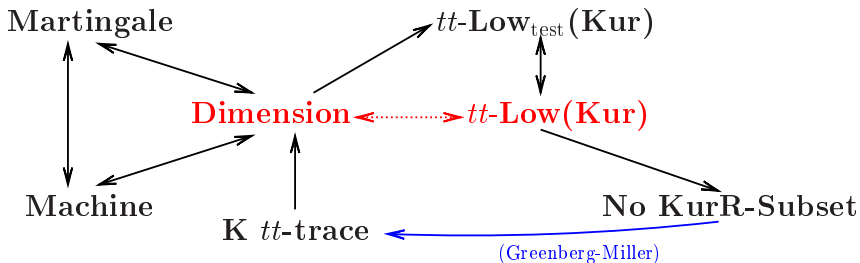 Martingale
tt-Low_test(Kur)
Dimension
tt-Low(Kur)
Machine
No KurR-Subset
K tt-trace
(Greenberg-Miller)